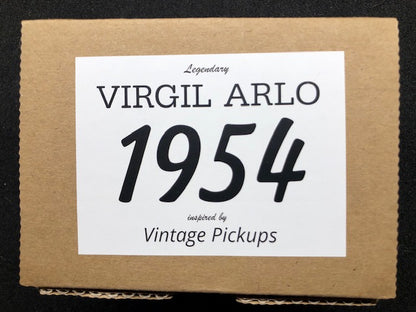 Legendary
VIRGIL ARLO
1954
inspired by
Vintage Pickups